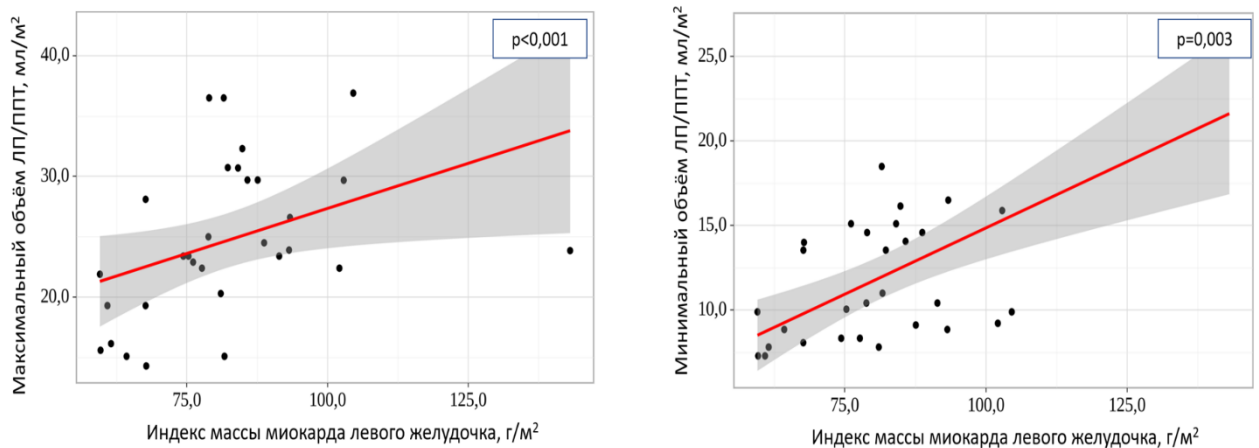 Максимальный объём ЛП/ППТ, мл/м²
p<0,001
40,0
30,0
20,0
75,0 100,0 125,0
Индекс массы миокарда левого желудочка, г/м²
Минимальный объём ЛП/ППТ, мл/м²
p=0,003
25,0
20,0
15,0
10,0
75,0 100,0 125,0
Индекс массы миокарда левого желудочка, г/м²